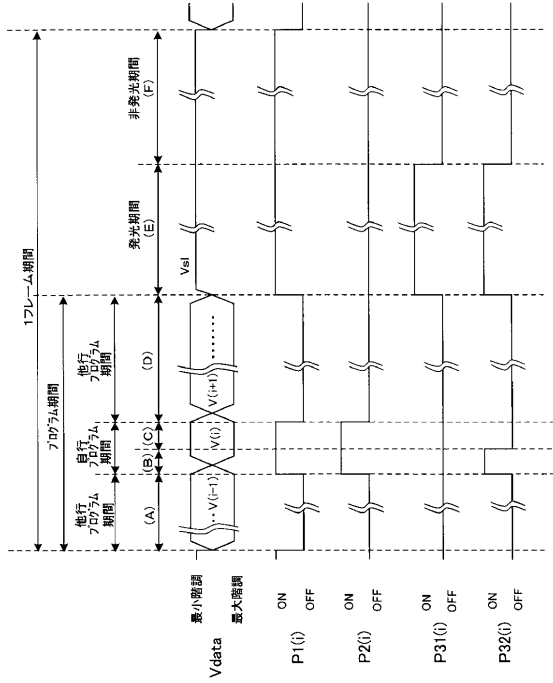 1フレーム期間
プログラム期間
他行
プログラム
期間
自行
プログラム
期間
他行
プログラム期間
発光期間
(E)
非発光期間
(F)
(A)
(B)
(C)
(D)
Vdata
最小階調
最大階調
‥V(i-1)
V(i)
V(i+1)
Vsl
P1(i)
ON
OFF
P2(i)
ON
OFF
P31(i)
ON
OFF
P32(i)
ON
OFF